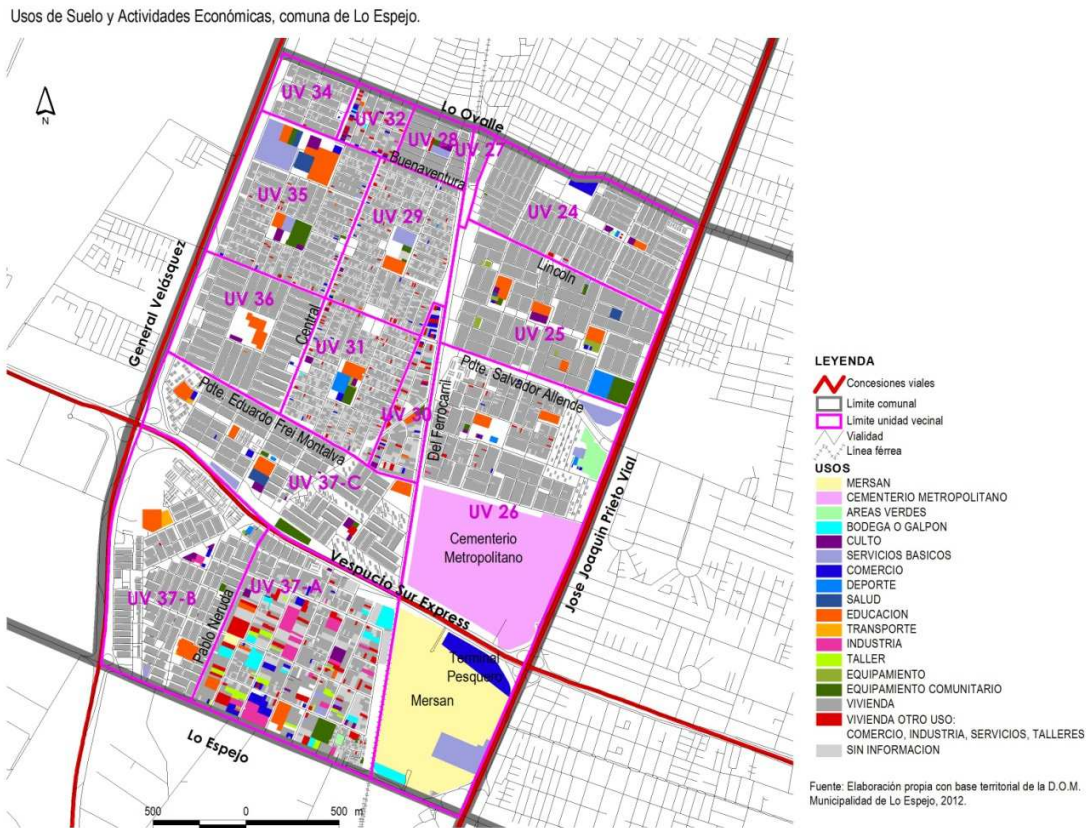 Usos de Suelo y Actividades Económicas, comuna de Lo Espejo.
N
UV 34
UV 32
Lo Ovalle
UV 28
UV 27
Buenaventura
UV 35
UV 29
UV 24
Lincoln
General Velásquez
UV 36
Central
UV 31
UV 25
Pdte. Salvador Allende
Pdte. Eduardo Frei Montalva
UV 30
Del Ferrocarril
UV 37-C
UV 26
Cementerio
Metropolitano
Jose Joaquin Prieto Vial
Vespucio Sur Express
UV 37-B
Pablo Neruda
UV 37-A
Terminal
Pesquero
Mersan
Lo Espejo
500 0 500 m
LEYENDA
Concesiones viales
Limite comunal
Limite unidad vecinal
Vialidad
Linea férrea
USOS
MERSAN
CEMENTERIO METROPOLITANO
AREAS VERDES
BODEGA O GALPON
CULTO
SERVICIOS BASICOS
COMERCIO
DEPORTE
SALUD
EDUCACION
TRANSPORTE
INDUSTRIA
TALLER
EQUIPAMIENTO
EQUIPAMIENTO COMUNITARIO
VIVIENDA
VIVIENDA OTRO USO:
COMERCIO, INDUSTRIA, SERVICIOS, TALLERES
SIN INFORMACION
Fuente: Elaboración propia con base territorial de la D.O.M.
Municipalidad de Lo Espejo, 2012.